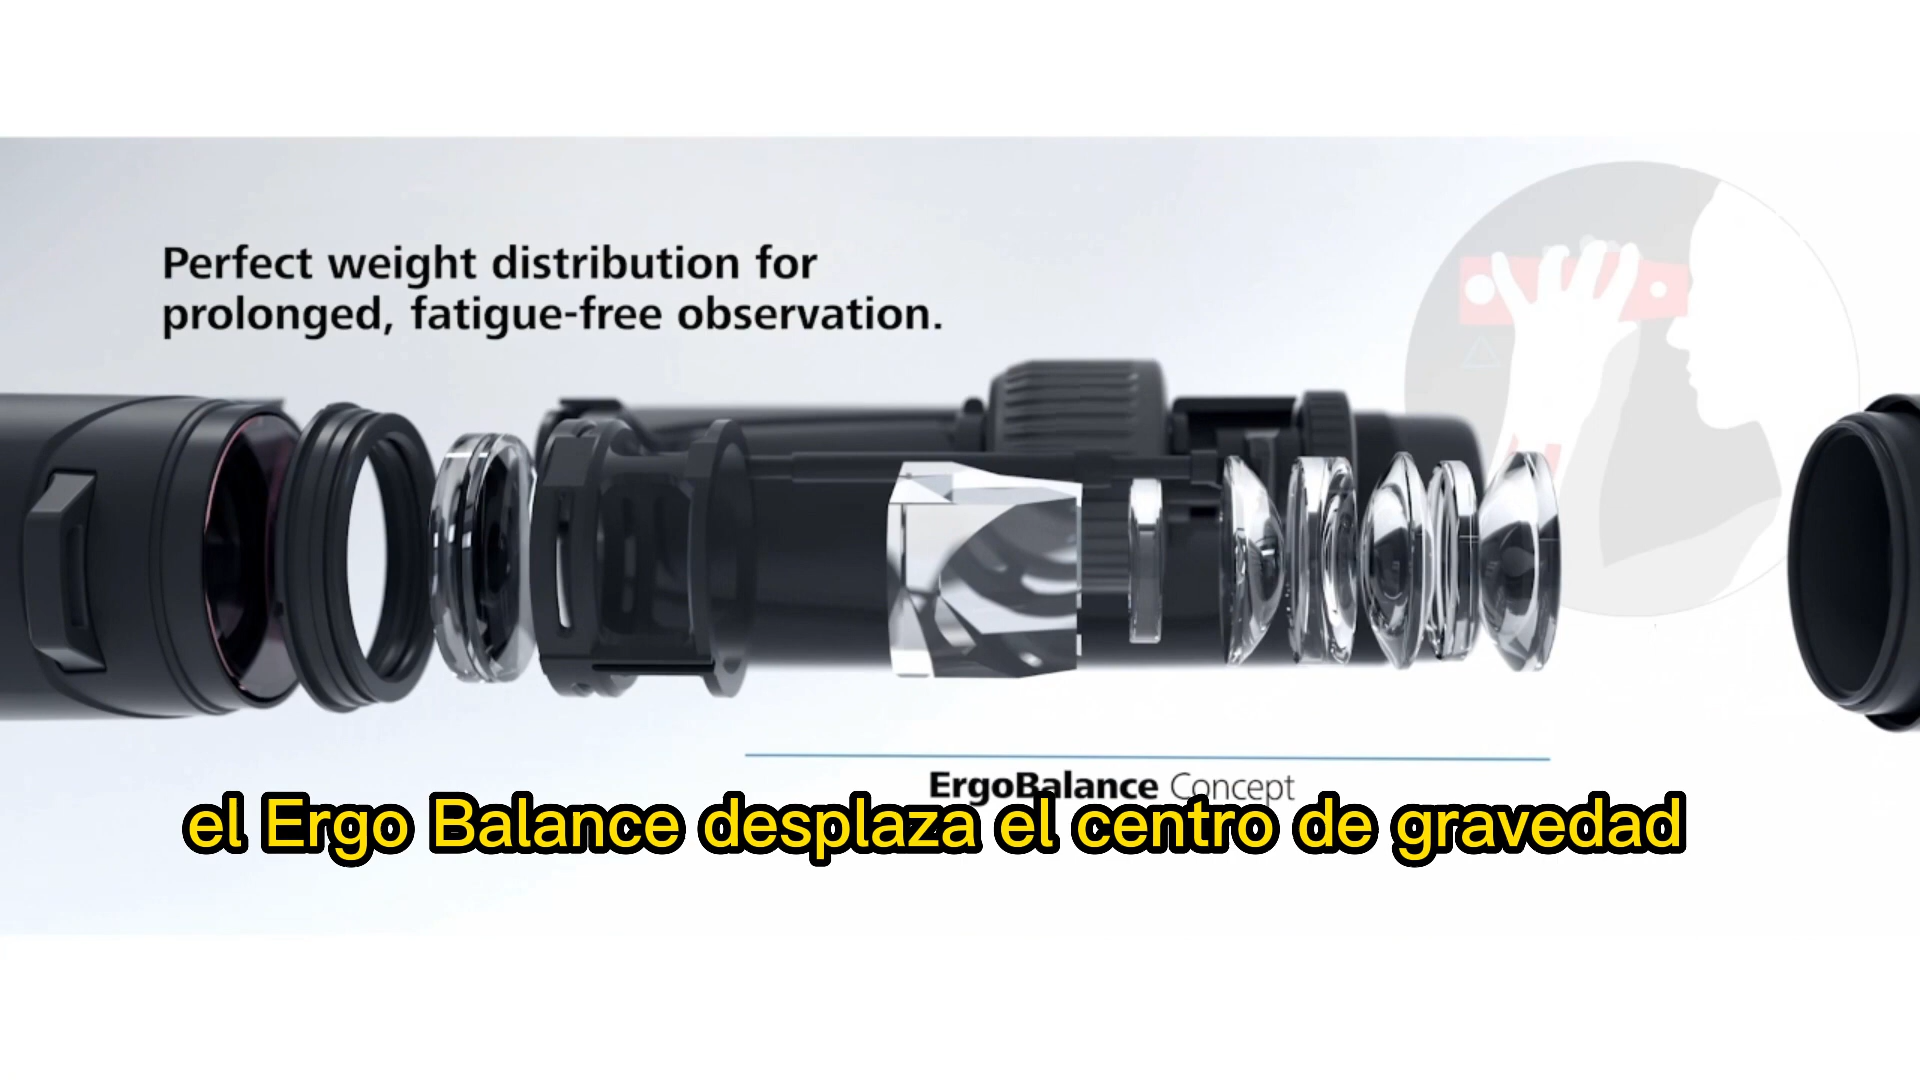 Perfect weight distribution for
prolonged, fatigue-free observation.
ErgoBalance Concept
el Ergo Balance desplaza el centro de gravedad